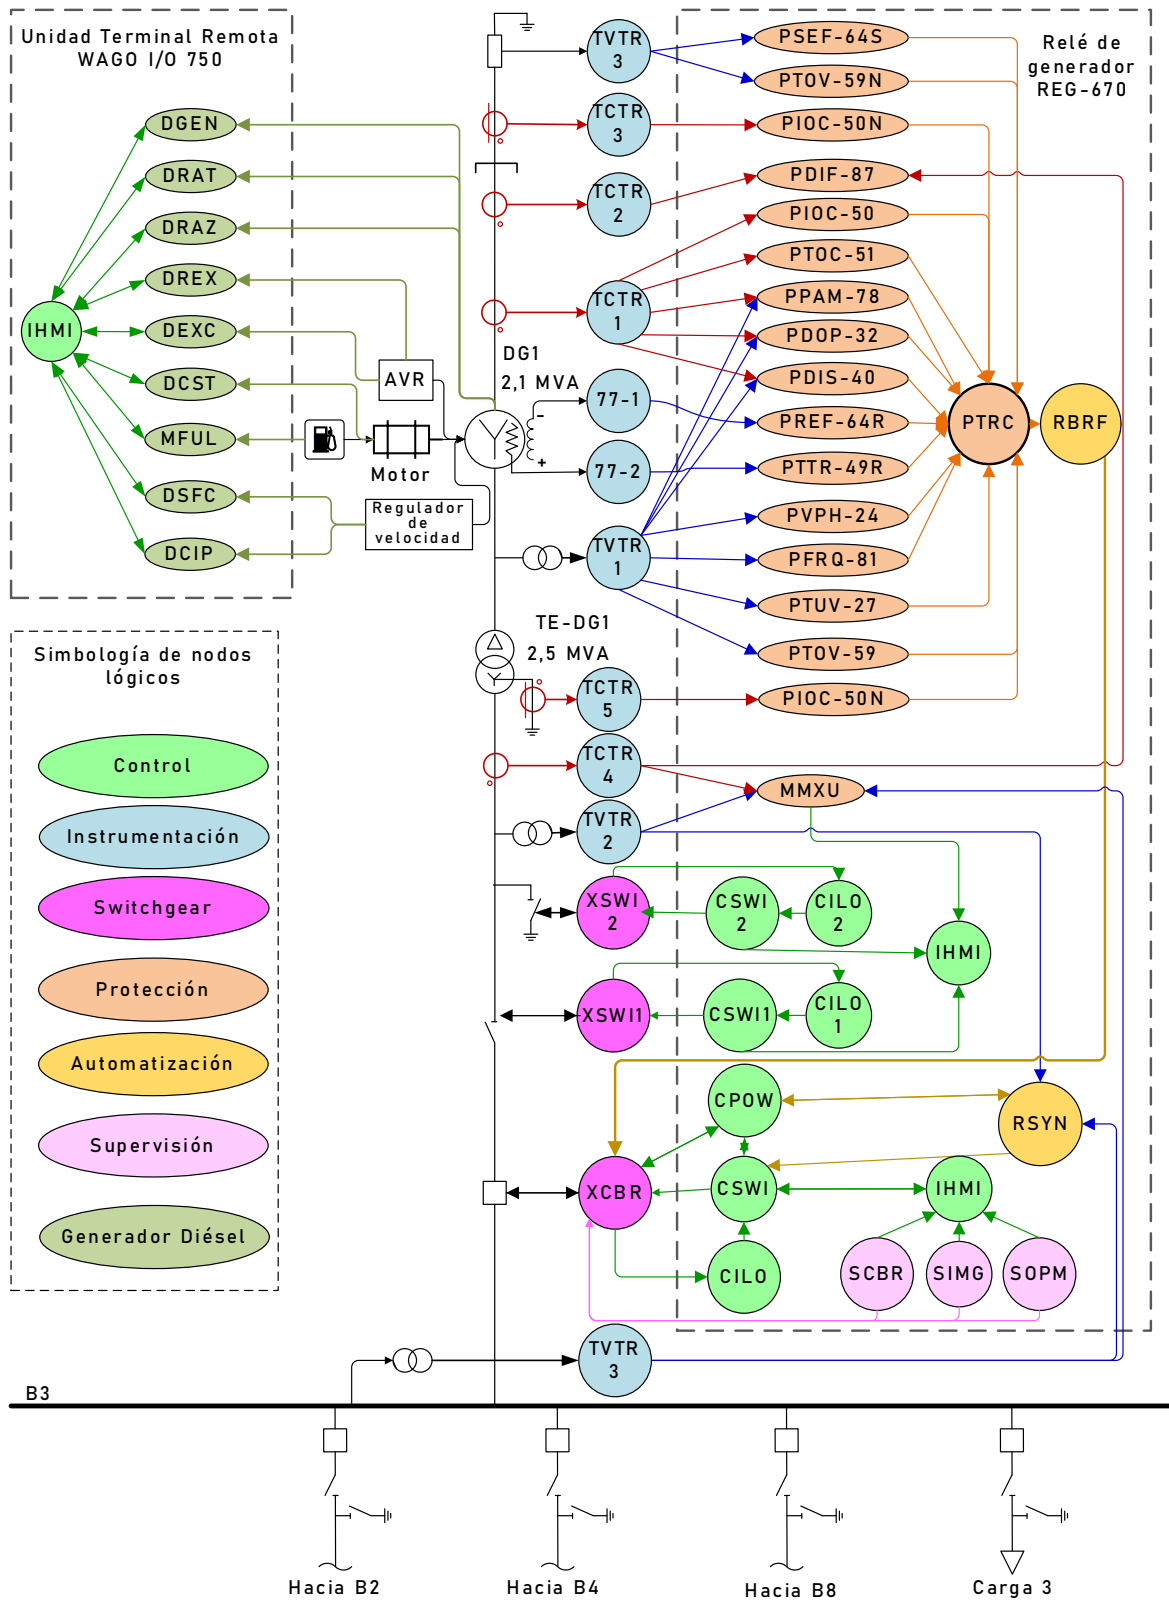 Unidad Terminal Remota
WAGO I/O 750
DGEN
DRAT
DRAZ
DREX
IHMI
DEXC
DCST
MFUL
DSFC
DCIP
AVR
Motor
Regulador
de
velocidad
DG1
2,1 MVA
-
+
TE-DG1
2,5 MVA
TVTR
3
TCTR
3
TCTR
2
TCTR
1
77-1
77-2
TVTR
1
TCTR
5
TCTR
4
TVTR
2
Relé de
generador
REG-670
PSEF-64S
PTOV-59N
PIOC-50N
PDIF-87
PIOC-50
PTOC-51
PPAM-78
PDOP-32
PDIS-40
PREF-64R
PTTR-49R
PVPH-24
PFRQ-81
PTUV-27
PTOV-59
PIOC-50N
PTRC
RBRF
MMXU
XSWI
2
CSWI
2
CILO
2
IHMI
XSWI1
CSWI1
CILO
1
CPOW
RSYN
XCBR
CSWI
IHMI
CILO
SCBR
SIMG
SOPM
TVTR
3
Simbología de nodos
lógicos
Control
Instrumentación
Switchgear
Protección
Automatización
Supervisión
Generador Diésel
B3
Hacia B2
Hacia B4
Hacia B8
Carga 3